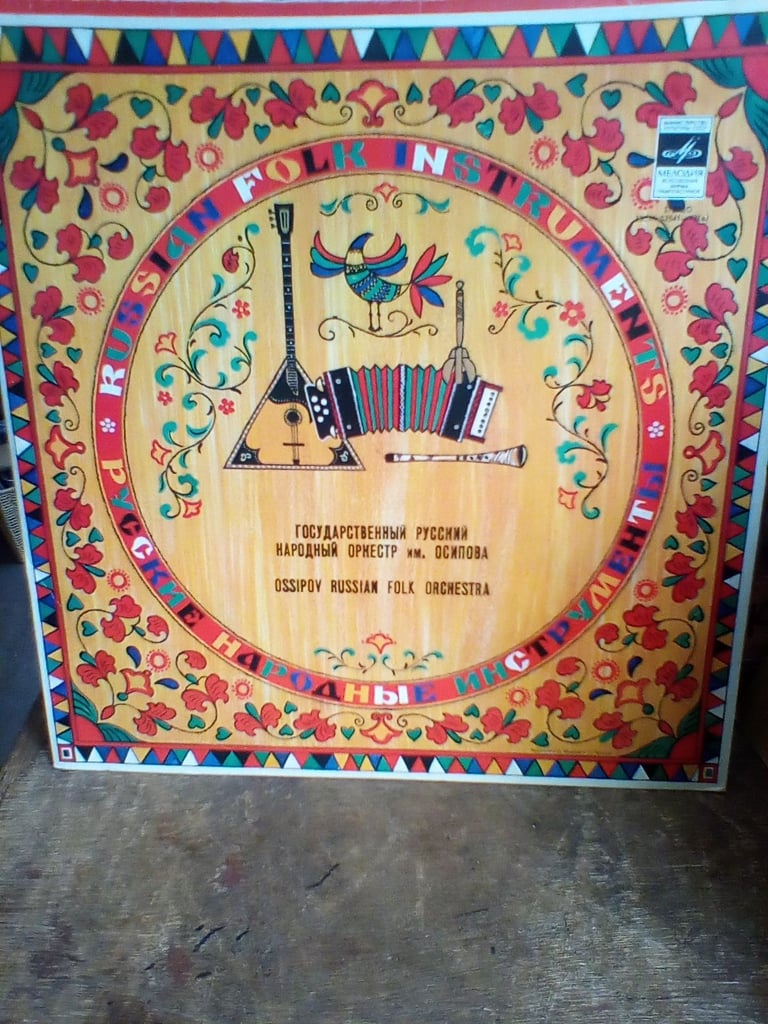 RUSSIAN FOLK INSTRUMENTS
МЕЛОДИЯ
ГОСУДАРСТВЕННЫЙ РУССКИЙ
НАРОДНЫЙ ОРКЕСТР им. ОСИПОВА
OSSIPOV RUSSIAN FOLK ORCHESTRA
РУССКИЕ НАРОДНЫЕ ИНСТРУМЕНТЫ